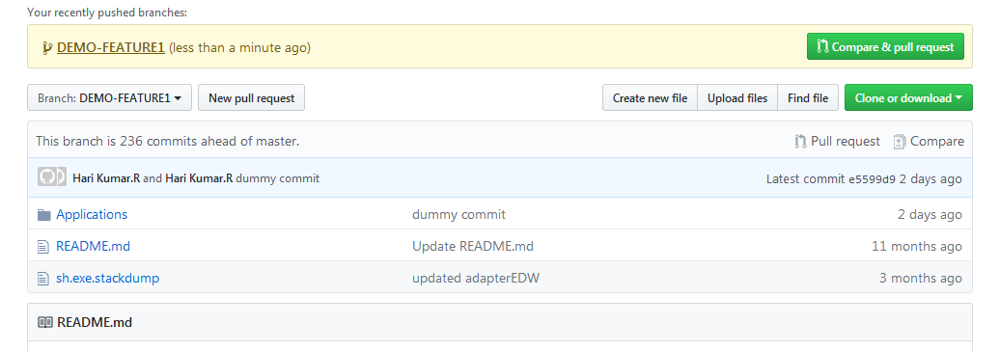 Your recently pushed branches:
DEMO-FEATURE1 (less than a minute ago) Compare & pull request
Branch: DEMO-FEATURE1 New pull request Create new file Upload files Find file Clone or download
This branch is 236 commits ahead of master. Pull request Compare
Hari Kumar.R and Hari Kumar.R dummy commit Latest commit e5599d9 2 days ago
Applications dummy commit 2 days ago
README.md Update README.md 11 months ago
sh.exe.stackdump updated adapterEDW 3 months ago
README.md